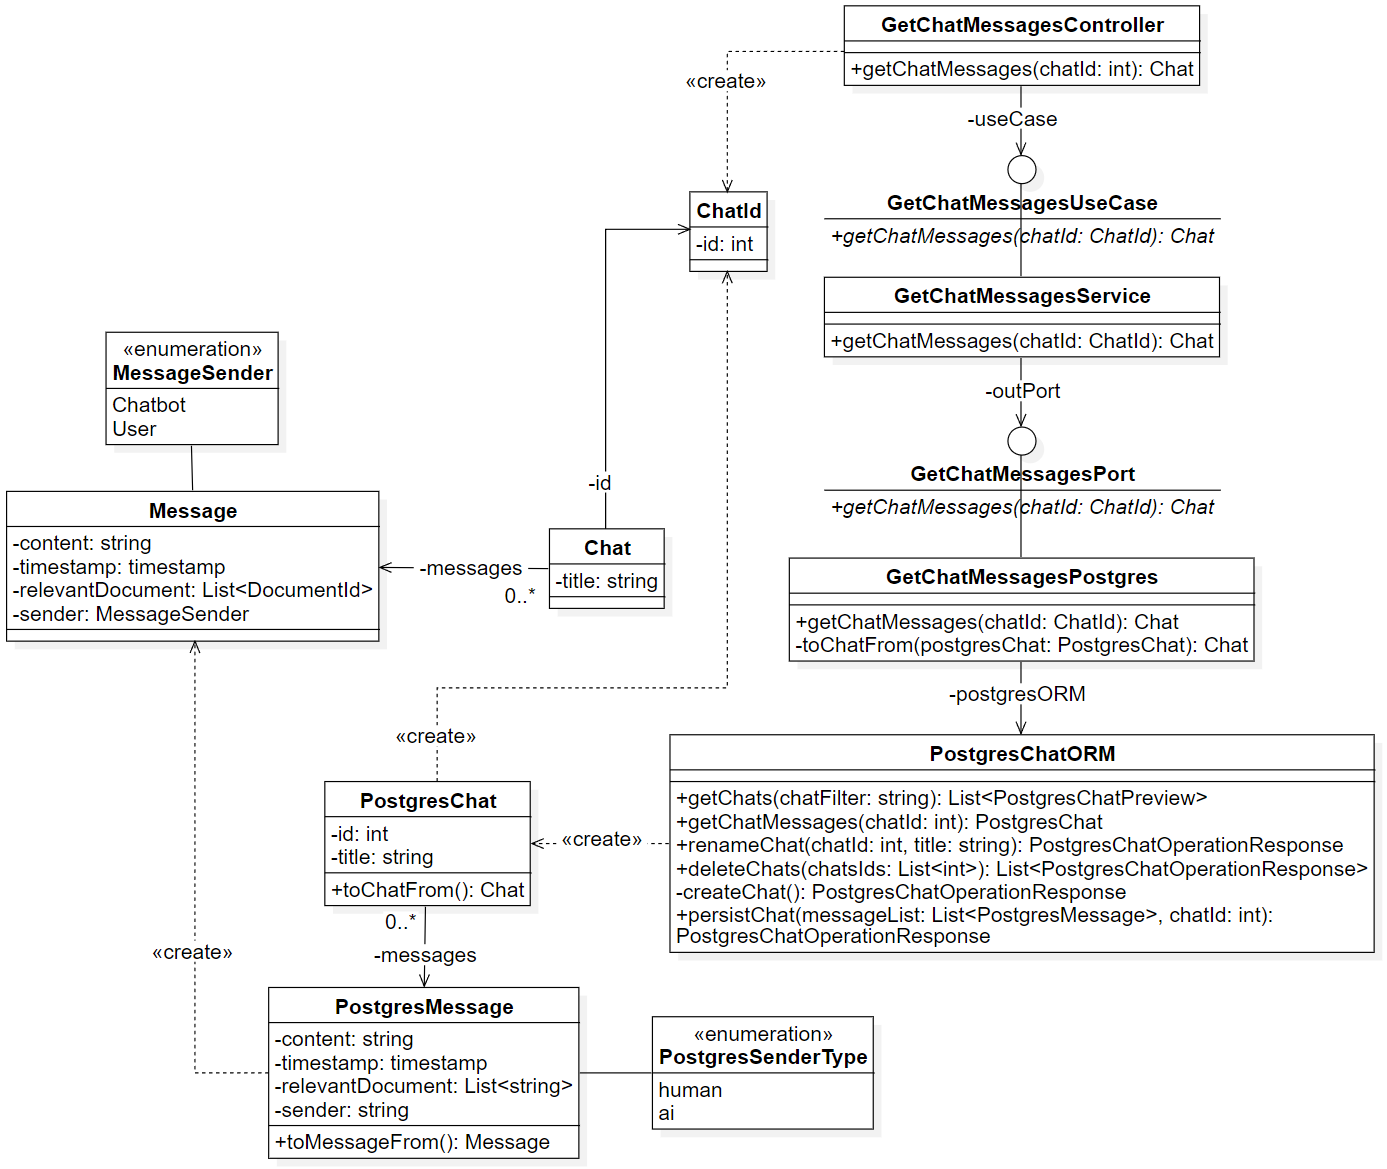 GetChatMessagesController
+getChatMessages(chatId: int): Chat
«create»
-useCase
GetChatMessagesUseCase
+getChatMessages(chatId: ChatId): Chat
ChatId
-id: int
GetChatMessagesService
+getChatMessages(chatId: ChatId): Chat
-outPort
GetChatMessagesPort
+getChatMessages(chatId: ChatId): Chat
«enumeration»
MessageSender
Chatbot
User
Message
-content: string
-timestamp: timestamp
-relevantDocument: List<DocumentId>
-sender: MessageSender
-id
Chat
-title: string
-messages
0..*
GetChatMessagesPostgres
+getChatMessages(chatId: ChatId): Chat
-toChatFrom(postgresChat: PostgresChat): Chat
-postgresORM
PostgresChatORM
+getChats(chatFilter: string): List<PostgresChatPreview>
+getChatMessages(chatId: int): PostgresChat
+renameChat(chatId: int, title: string): PostgresChatOperationResponse
+deleteChats(chatsIds: List<int>): List<PostgresChatOperationResponse>
-createChat(): PostgresChatOperationResponse
+persistChat(messageList: List<PostgresMessage>, chatId: int):
PostgresChatOperationResponse
«create»
PostgresChat
-id: int
-title: string
+toChatFrom(): Chat
«create»
0..*
-messages
«create»
PostgresMessage
-content: string
-timestamp: timestamp
-relevantDocument: List<string>
-sender: string
+toMessageFrom(): Message
«enumeration»
PostgresSenderType
human
ai